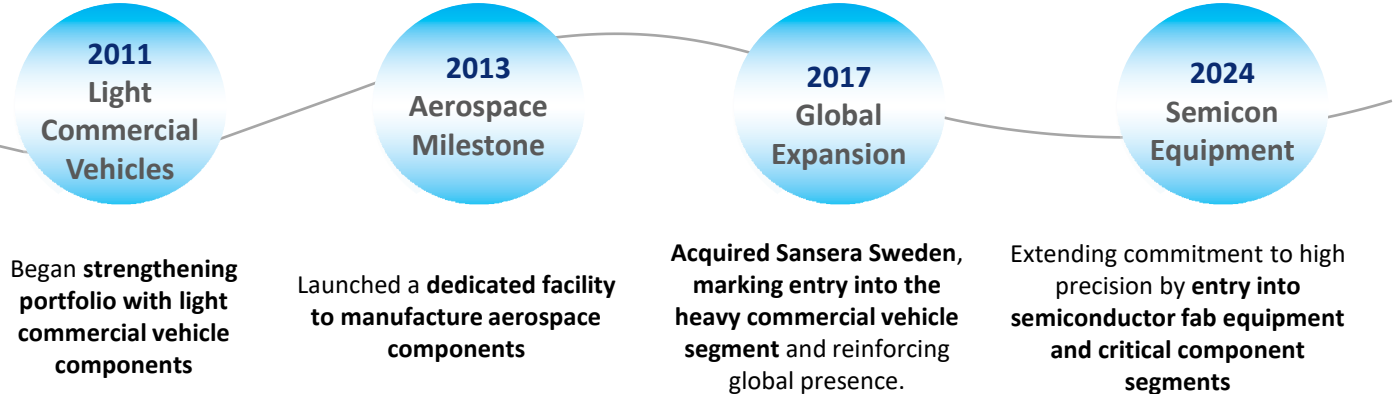 2011
Light
Commercial
Vehicles
Began strengthening
portfolio with light
commercial vehicle
components
2013
Aerospace
Milestone
Launched a dedicated facility
to manufacture aerospace
components
2017
Global
Expansion
Acquired Sansera Sweden,
marking entry into the
heavy commercial vehicle
segment and reinforcing
global presence.
2024
Semicon
Equipment
Extending commitment to high
precision by entry into
semiconductor fab equipment
and critical component
segments